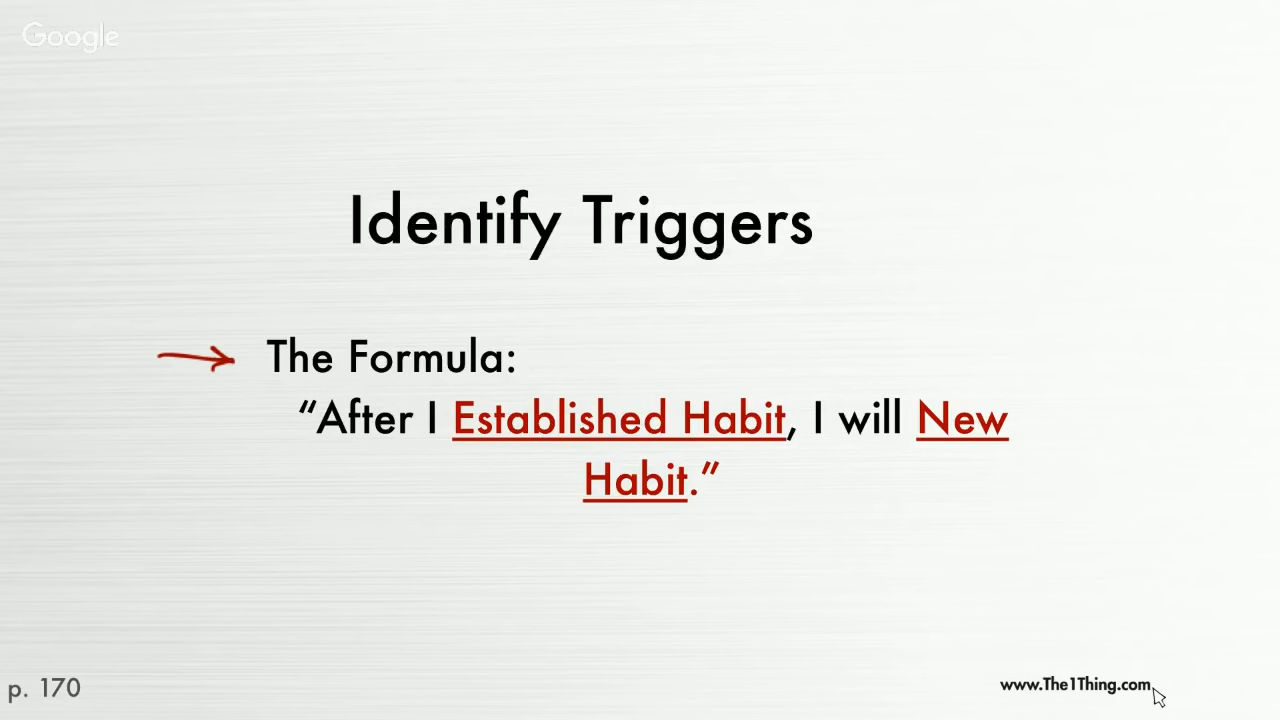 Google
Identify Triggers
The Formula:
“After I Established Habit, I will New
Habit.”
p. 170
www.The1Thing.com